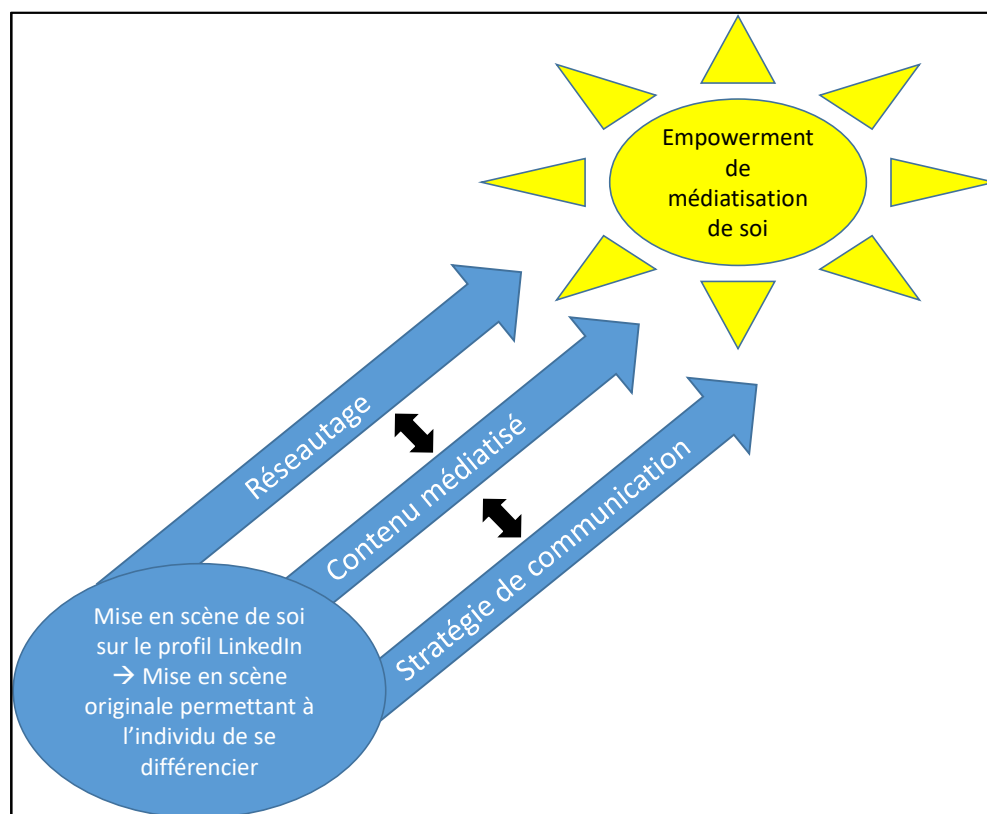 Empowerment
de
médiatisation
de soi
Réseautage
Contenu médiatisé
Stratégie de communication
Mise en scène de soi
sur le profil LinkedIn
→ Mise en scène
originale permettant à
l’individu de se
différencier